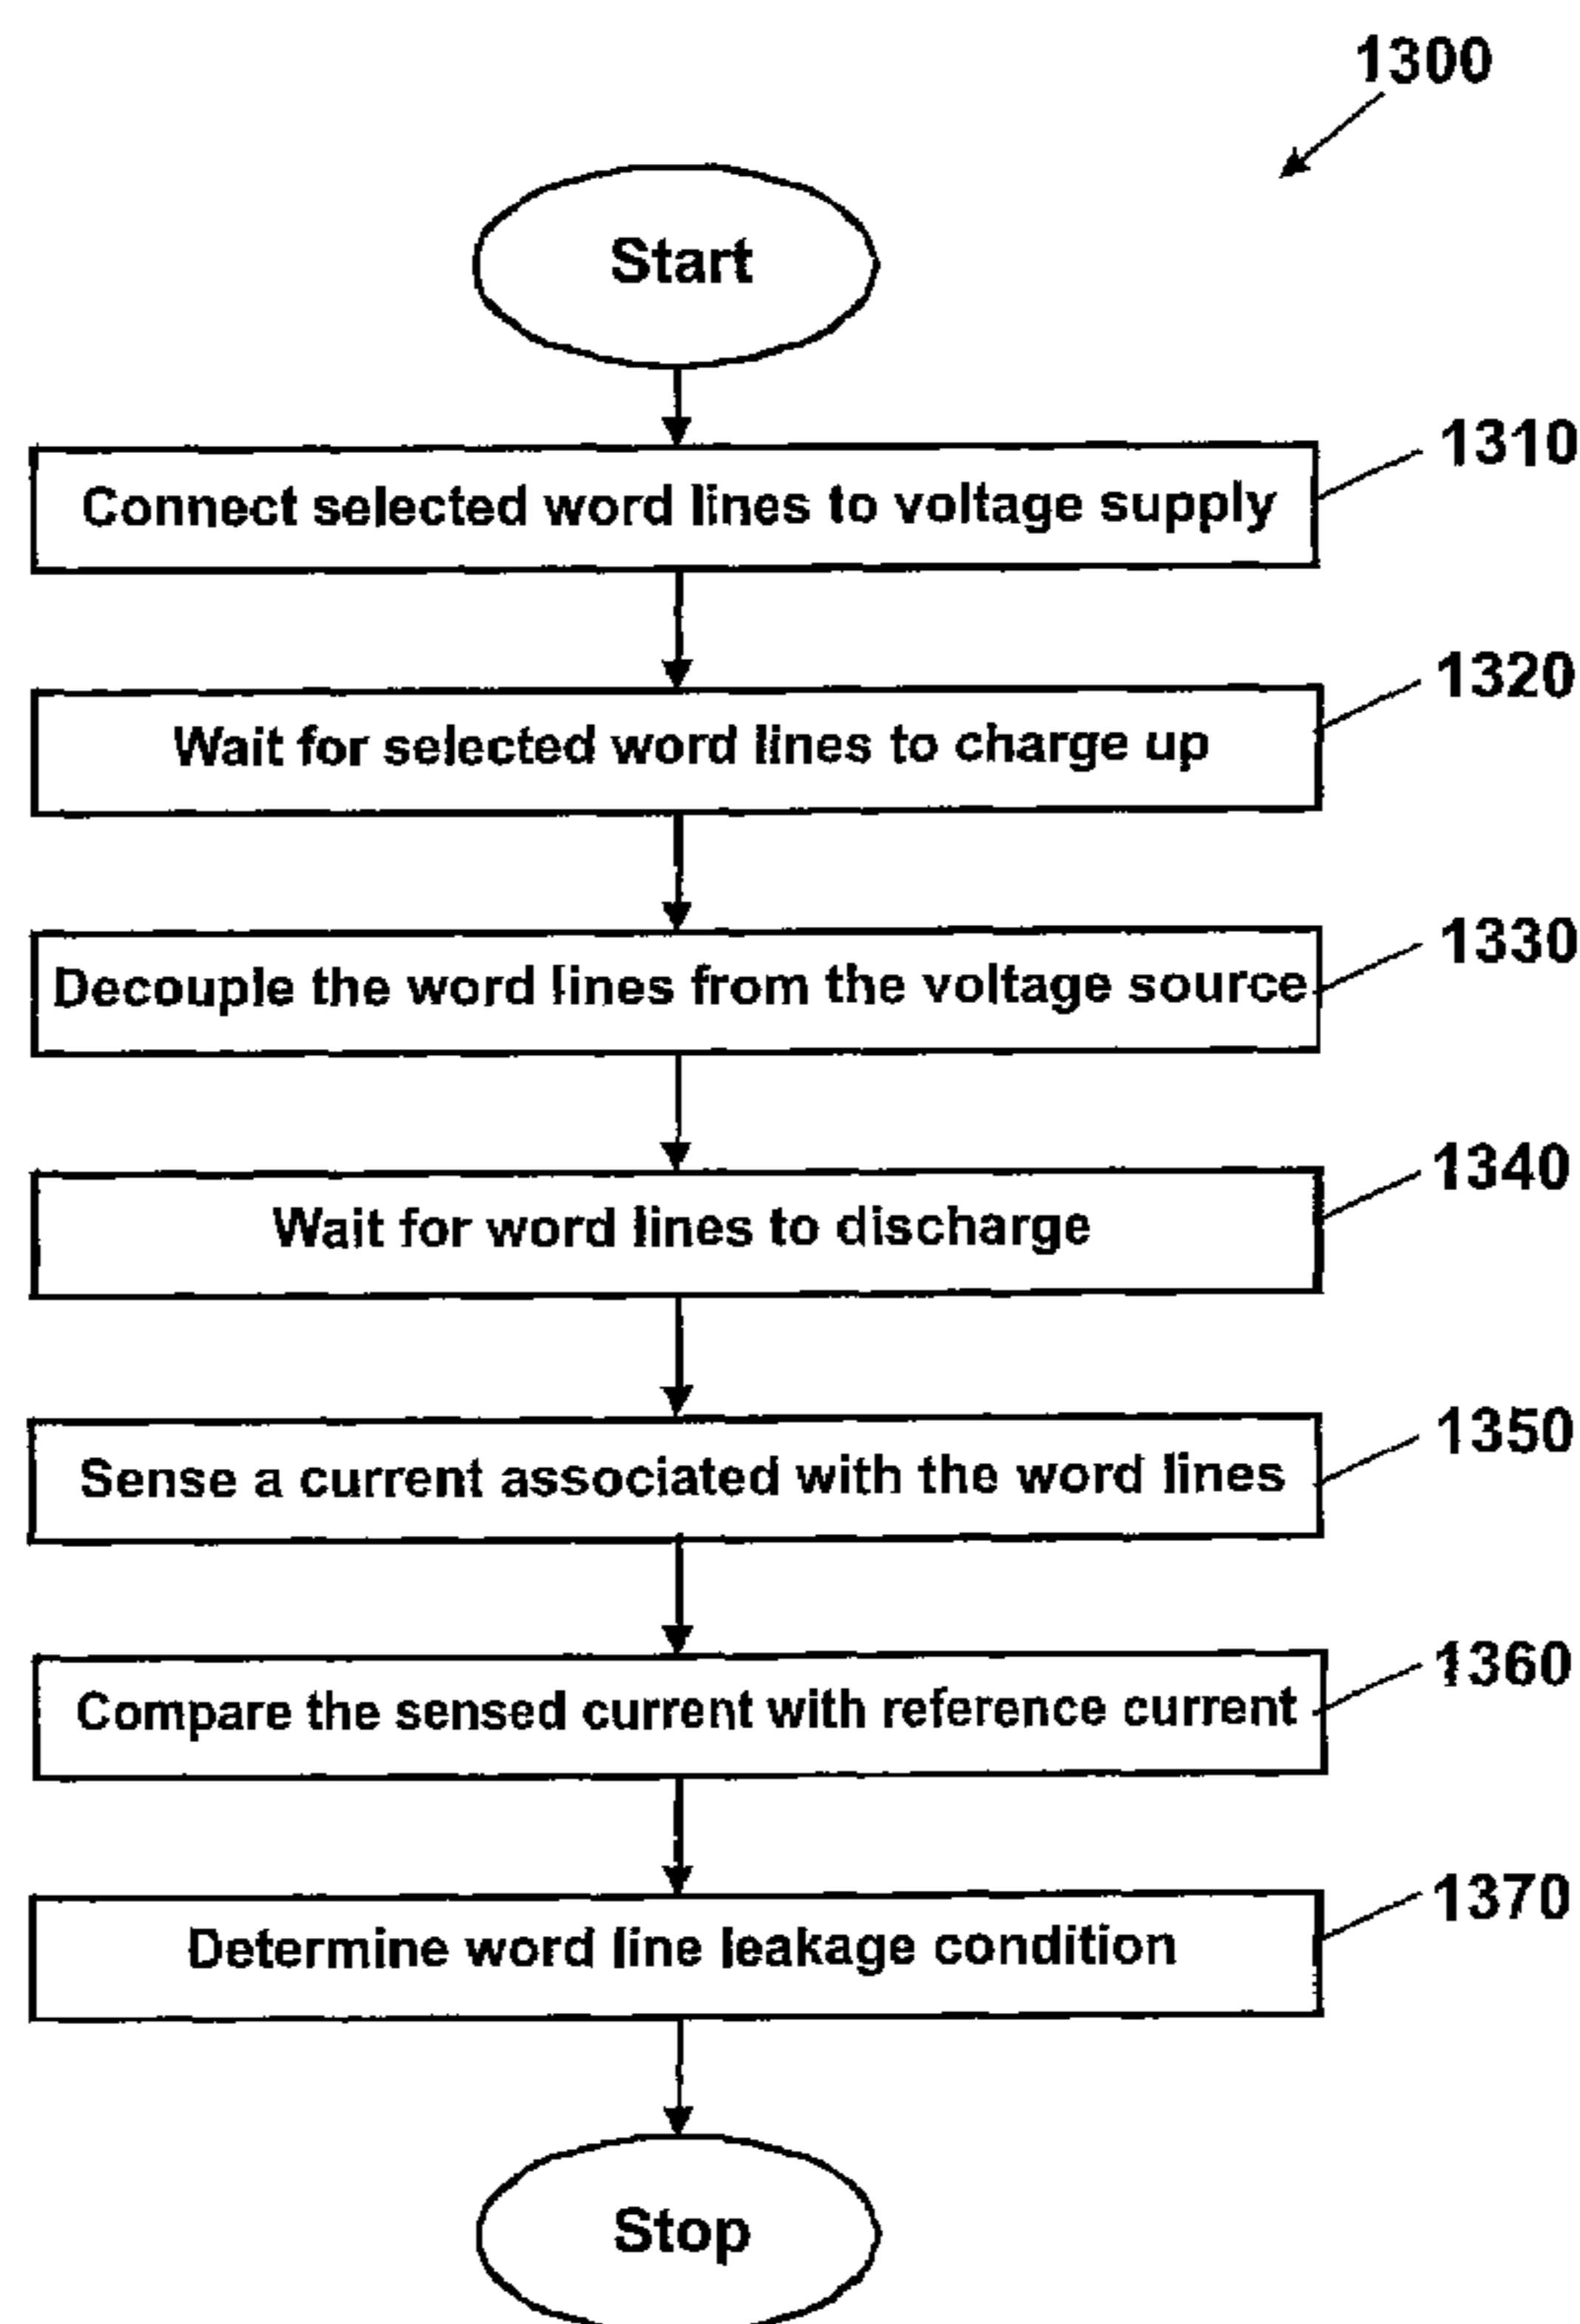 1300
Start
Connect selected word lines to voltage supply
1310
Wait for selected word lines to charge up
1320
Decouple the word lines from the voltage source
1330
Wait for word lines to discharge
1340
Sense a current associated with the word lines
1350
Compare the sensed current with reference current
1360
Determine word line leakage condition
1370
Stop